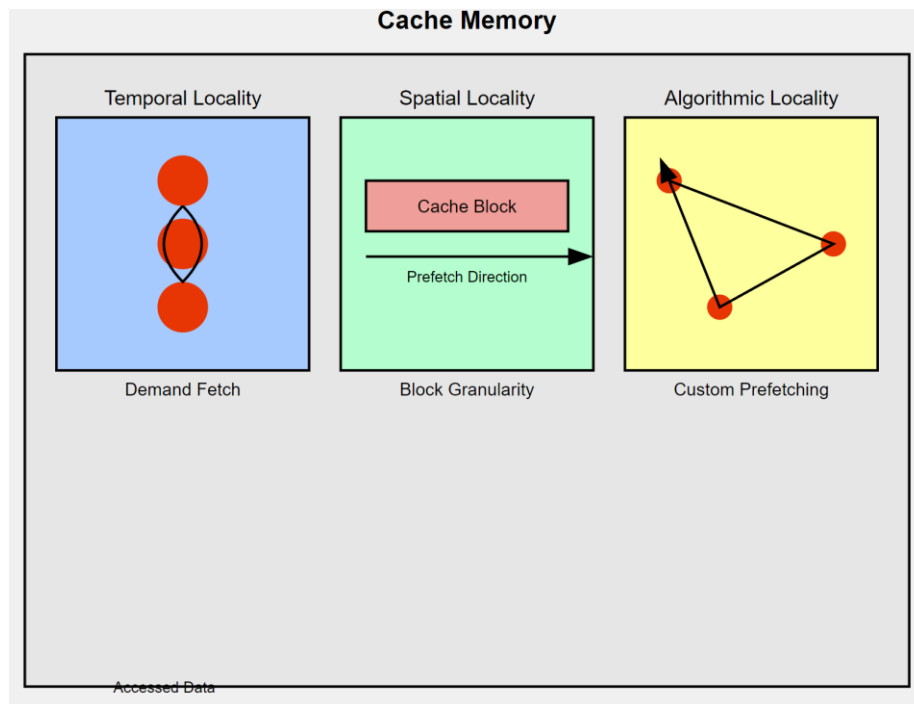 Cache Memory
Temporal Locality
Spatial Locality
Algorithmic Locality
Cache Block
Prefetch Direction
Demand Fetch
Block Granularity
Custom Prefetching
Accessed Data